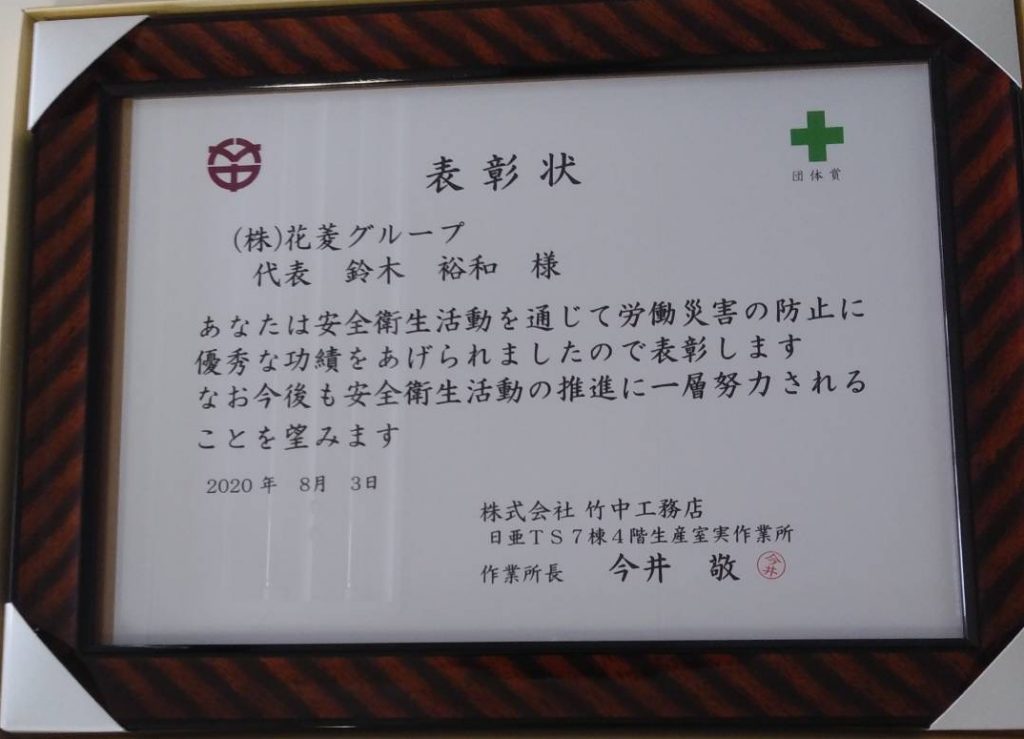 表彰状
団体賞
(株)花菱グループ
代表 鈴木 裕和 様
あなたは安全衛生活動を通じて労働災害の防止に
優秀な功績をあげられましたので表彰します
なお今後も安全衛生活動の推進に一層努力される
ことを望みます
2020年 8月 3日
株式会社 竹中工務店
日亜TS7棟4階生産室実作業所
作業所長 今井 敬
今井